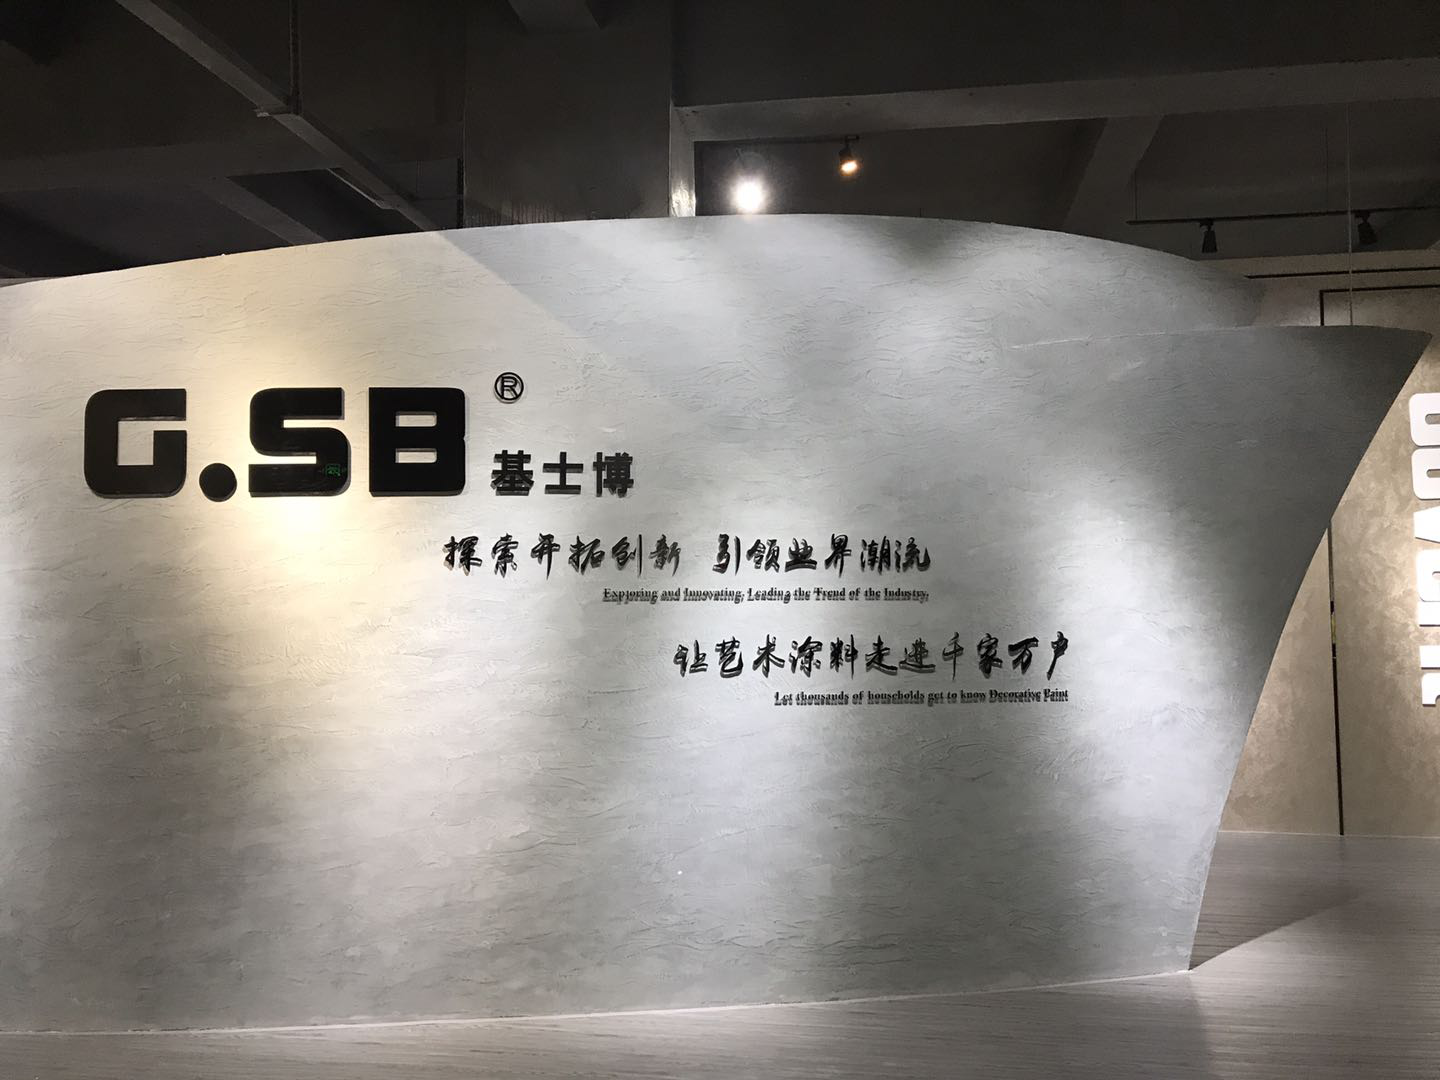 G.SB®
基士博
探索开拓创新 引领业界潮流
Exploring and Innovating, Leading the Trend of the Industry.
让艺术涂料走进千家万户
Let thousands of households get to know Decorative Paint